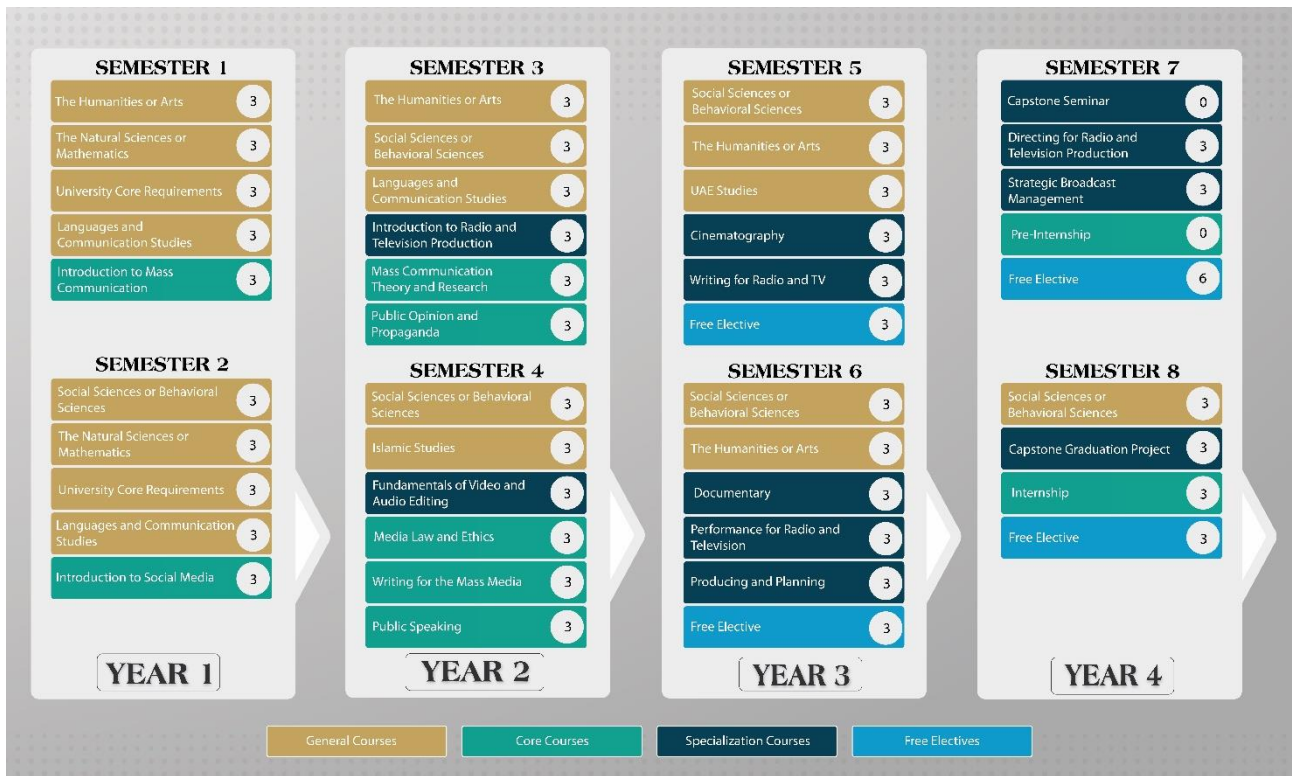 SEMESTER 1
The Humanities or Arts
3
The Natural Sciences or
Mathematics
3
University Core Requirements
3
Languages and
Communication Studies
3
Introduction to Mass
Communication
3
SEMESTER 2
Social Sciences or Behavioral
Sciences
3
The Natural Sciences or
Mathematics
3
University Core Requirements
3
Languages and Communication
Studies
3
Introduction to Social Media
3
YEAR 1
SEMESTER 3
The Humanities or Arts
3
Social Sciences or
Behavioral Sciences
3
Languages and
Communication Studies
3
Introduction to Radio and
Television Production
3
Mass Communication
Theory and Research
3
Public Opinion and
Propaganda
3
SEMESTER 4
Social Sciences or Behavioral
Sciences
3
Islamic Studies
3
Fundamentals of Video and
Audio Editing
3
Media Law and Ethics
3
Writing for the Mass Media
3
Public Speaking
3
YEAR 2
SEMESTER 5
Social Sciences or
Behavioral Sciences
3
The Humanities or Arts
3
UAE Studies
3
Cinematography
3
Writing for Radio and TV
3
Free Elective
3
SEMESTER 6
Social Sciences or
Behavioral Sciences
3
The Humanities or Arts
3
Documentary
3
Performance for Radio and
Television
3
Producing and Planning
3
Free Elective
3
YEAR 3
SEMESTER 7
Capstone Seminar
0
Directing for Radio and
Television Production
3
Strategic Broadcast
Management
3
Pre-Internship
0
Free Elective
6
SEMESTER 8
Social Sciences or
Behavioral Sciences
3
Capstone Graduation Project
3
Internship
3
Free Elective
3
YEAR 4
General Courses
Core Courses
Specialization Courses
Free Electives